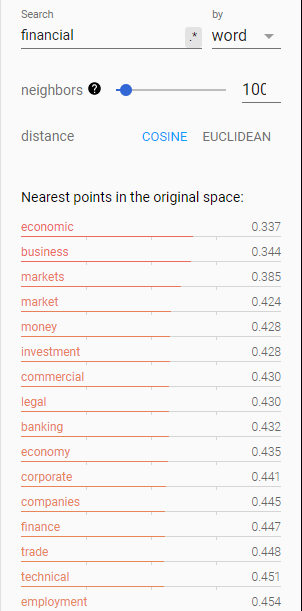 Search by
financial .* word
neighbors ? 100
distance COSINE EUCLIDEAN
Nearest points in the original space:
economic 0.337
business 0.344
markets 0.385
market 0.424
money 0.428
investment 0.428
commercial 0.430
legal 0.430
banking 0.432
economy 0.435
corporate 0.441
companies 0.445
finance 0.447
trade 0.448
technical 0.451
employment 0.454